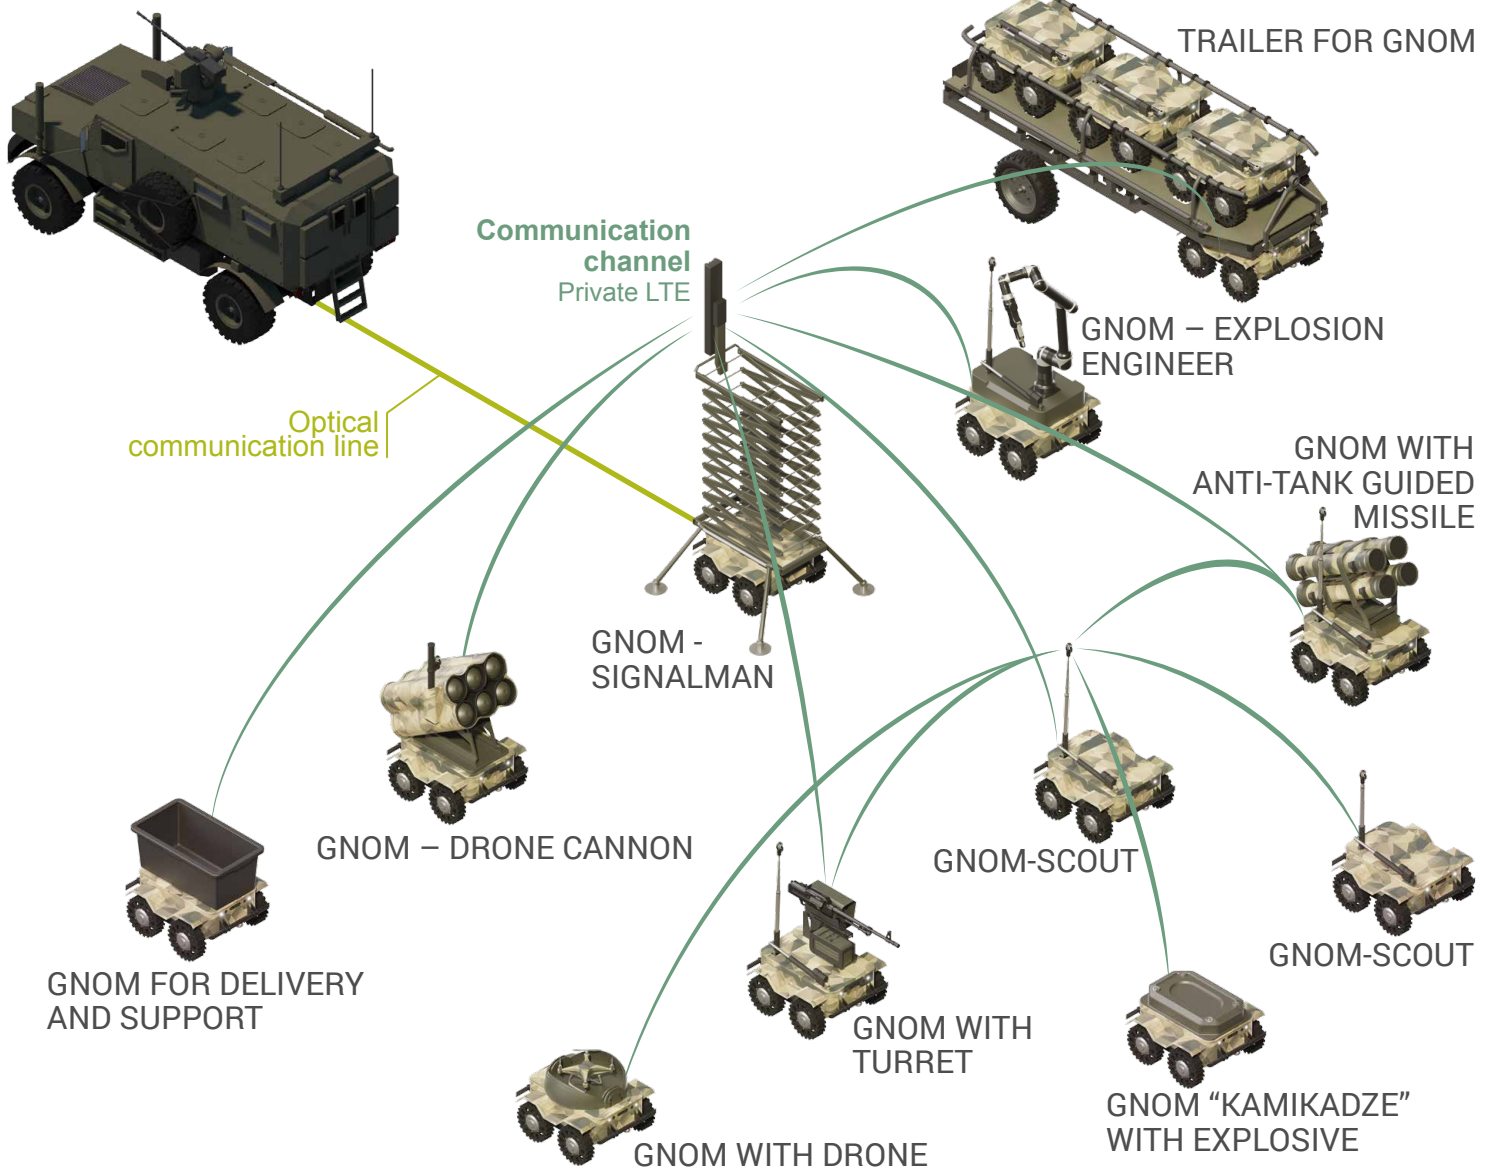 TRAILER FOR GNOM
Communication
channel
Private LTE
GNOM – EXPLOSION
ENGINEER
Optical
communication line
GNOM WITH
ANTI-TANK GUIDED
MISSILE
GNOM -
SIGNALMAN
GNOM – DRONE CANNON
GNOM-SCOUT
GNOM-SCOUT
GNOM FOR DELIVERY
AND SUPPORT
GNOM WITH
TURRET
GNOM “KAMIKADZE”
WITH EXPLOSIVE
GNOM WITH DRONE